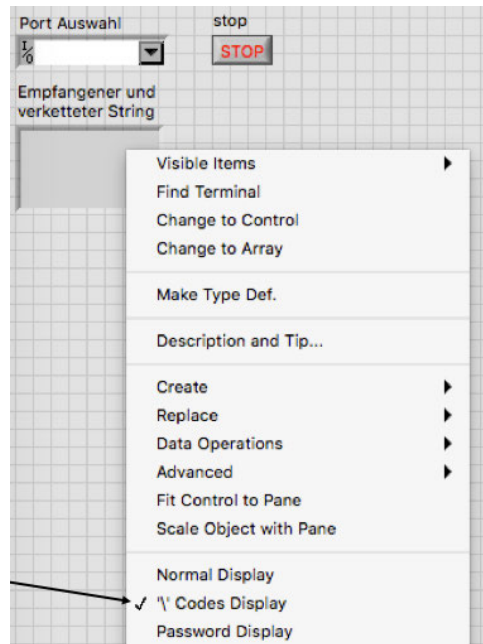 Port Auswahl
stop
I/O
STOP
Empfangener und
verketteter String
Visible Items
Find Terminal
Change to Control
Change to Array
Make Type Def.
Description and Tip...
Create
Replace
Data Operations
Advanced
Fit Control to Pane
Scale Object with Pane
Normal Display
'\' Codes Display
Password Display